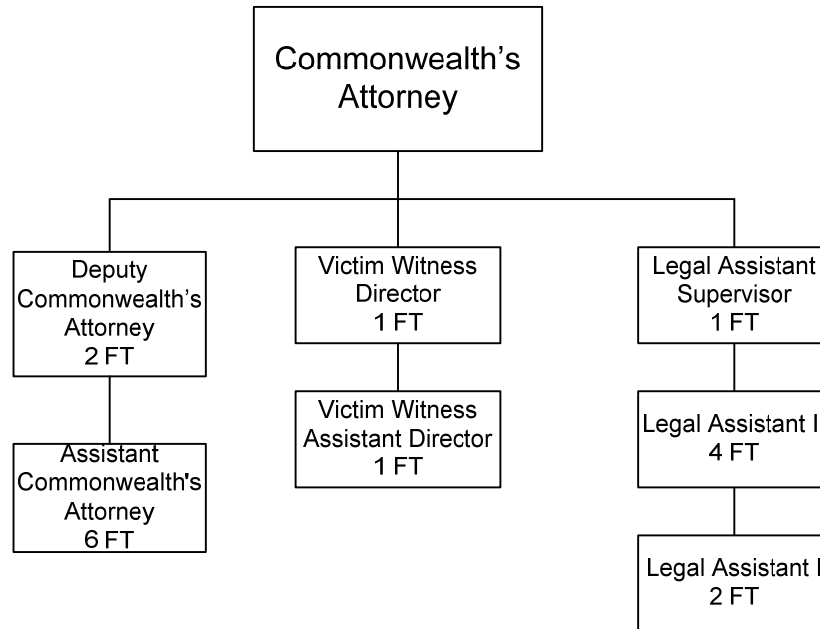 Commonwealth's
Attorney
Deputy
Commonwealth's
Attorney
2 FT
Victim Witness
Director
1 FT
Legal Assistant
Supervisor
1 FT
Assistant
Commonwealth's
Attorney
6 FT
Victim Witness
Assistant Director
1 FT
Legal Assistant I
4 FT
Legal Assistant
2 FT